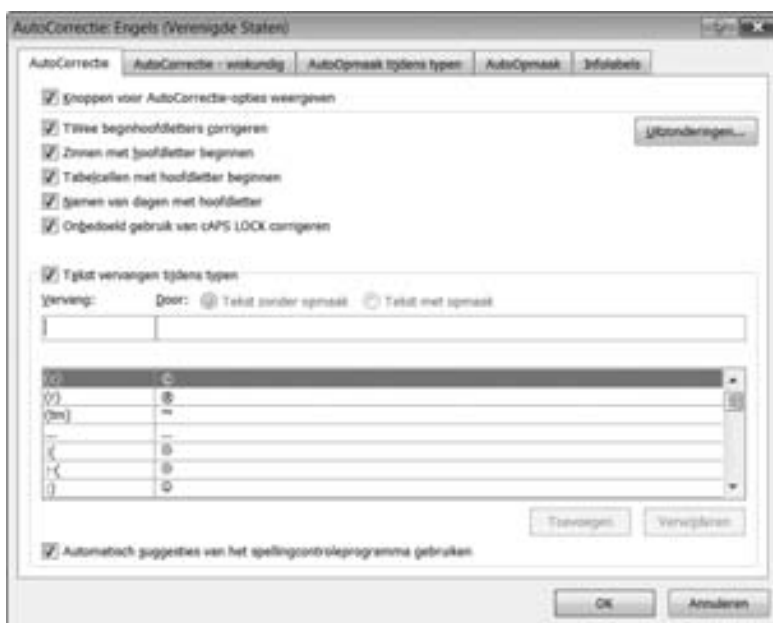 AutoCorrectie: Engels (Verenigde Staten)
AutoCorrectie AutoCorrectie - wiskundig AutoOpmaak tijdens typen AutoOpmaak Infolabels
Knoppen voor AutoCorrectie-opties weergeven
TWee beginhoofdletters corrigeren
Uitzonderingen...
Zinnen met hoofdletter beginnen
Tabelcellen met hoofdletter beginnen
Namen van dagen met hoofdletter
Onbedoeld gebruik van cAPS LOCK corrigeren
Tekst vervangen tijdens typen
Vervang: Door: Tekst zonder opmaak Tekst met opmaak
(c) ©
(r) ®
(tm) ™
... …
:( ☹
:-( ☹
:) ☺
Toevoegen Verwijderen
Automatisch suggesties van het spellingcontroleprogramma gebruiken
OK Annuleren